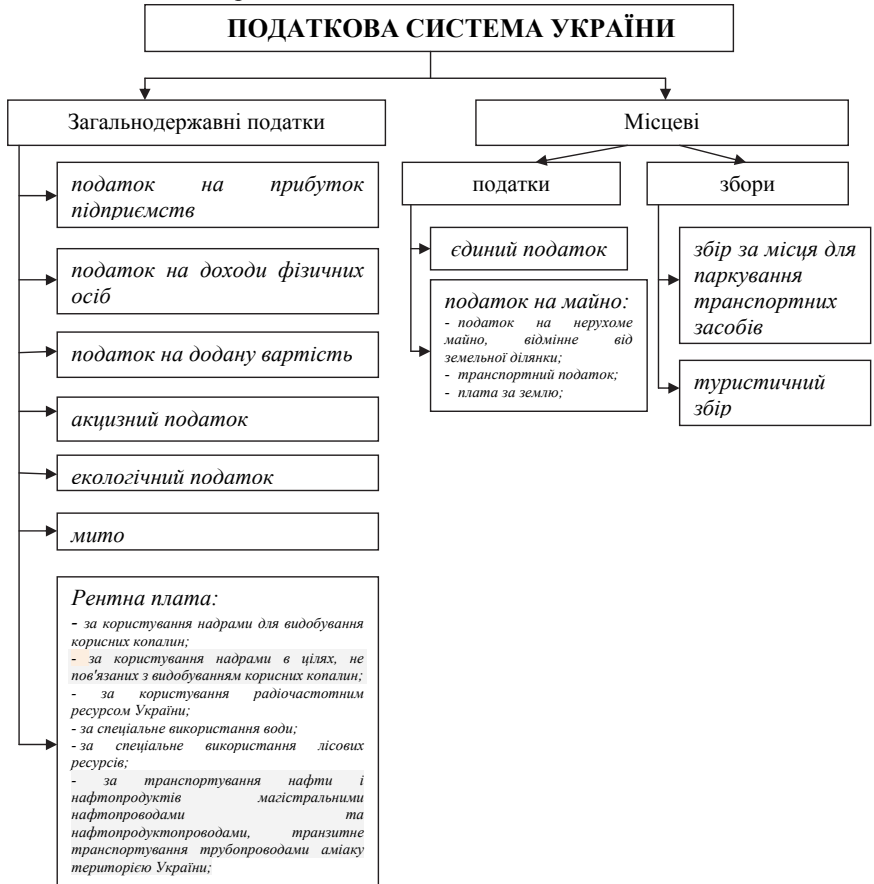 ПОДАТКОВА СИСТЕМА УКРАЇНИ
Загальнодержавні податки
податок на прибуток
підприємств
податок на доходи фізичних
осіб
податок на додану вартість
акцизний податок
екологічний податок
мито
Рентна плата:
- за користування надрами для видобування
корисних копалин;
- за користування надрами в цілях, не
пов'язаних з видобуванням корисних копалин;
- за користування радіочастотним
ресурсом України;
- за спеціальне використання води;
- за спеціальне використання лісових
ресурсів;
- за транспортування нафти і
нафтопродуктів магістральними
нафтопроводами та
нафтопродуктопроводами, транзитне
транспортування трубопроводами аміаку
територією України;
Місцеві
податки
єдиний податок
податок на майно:
- податок на нерухоме
майно, відмінне від
земельної ділянки;
- транспортний податок;
- плата за землю;
збори
збір за місця для
паркування
транспортних
засобів
туристичний
збір